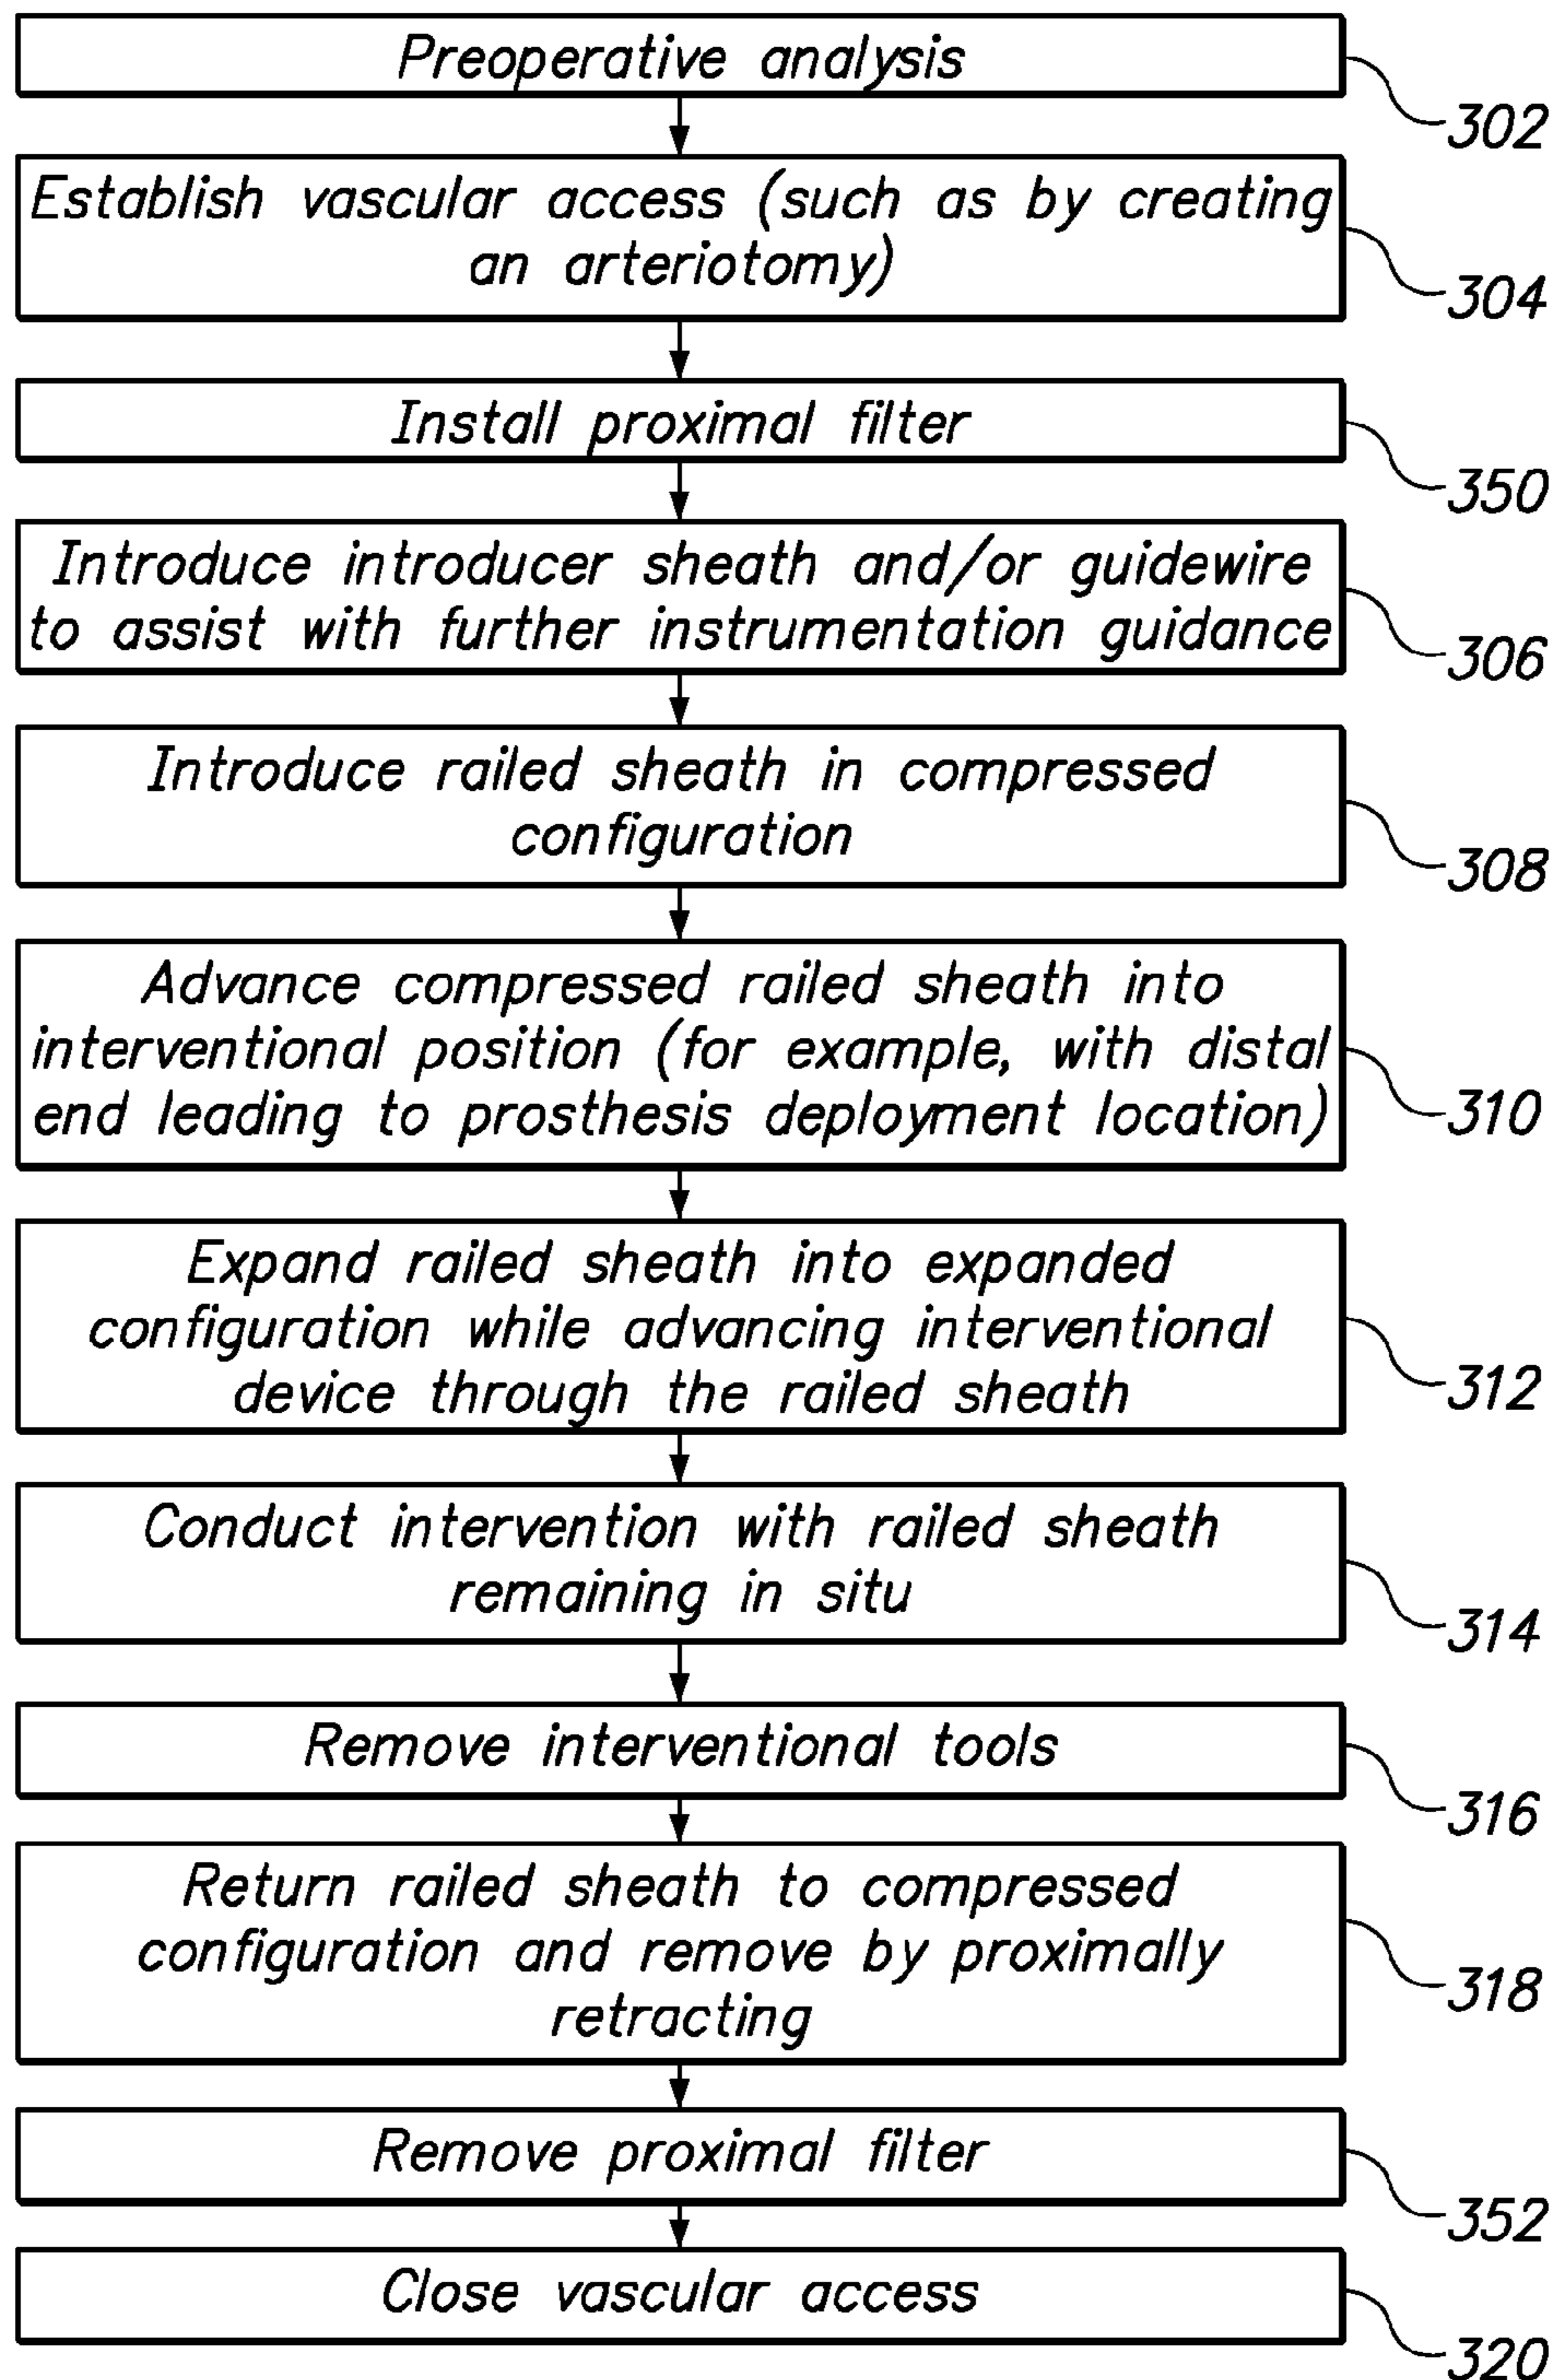 Preoperative analysis
302
Establish vascular access (such as by creating
an arteriotomy)
304
Install proximal filter
350
Introduce introducer sheath and/or guidewire
to assist with further instrumentation guidance
306
Introduce railed sheath in compressed
configuration
308
Advance compressed railed sheath into
interventional position (for example, with distal
end leading to prosthesis deployment location)
310
Expand railed sheath into expanded
configuration while advancing interventional
device through the railed sheath
312
Conduct intervention with railed sheath
remaining in situ
314
Remove interventional tools
316
Return railed sheath to compressed
configuration and remove by proximally
retracting
318
Remove proximal filter
352
Close vascular access
320